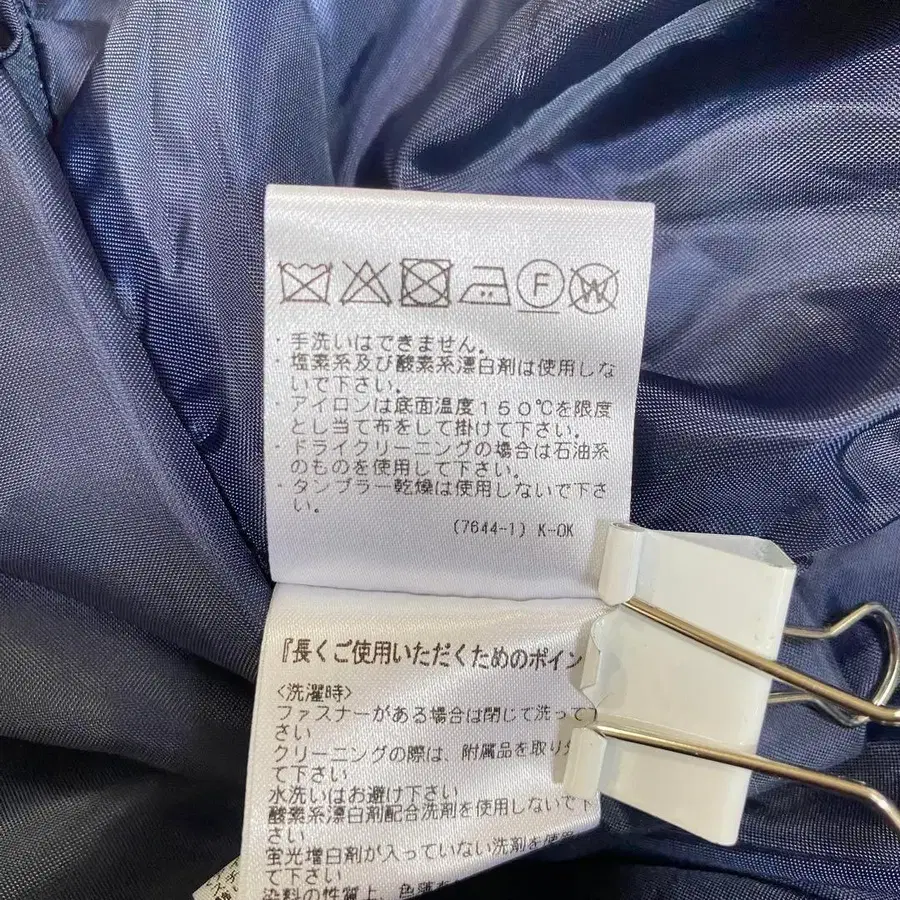 F W
・手洗いはできません。
・塩素系及び酸素系漂白剤は使用しな
いで下さい。
・アイロンは底面温度150℃を限度
とし当て布をして掛けて下さい。
・ドライクリーニングの場合は石油系
のものを使用して下さい。
・タンブラー乾燥は使用しないで下さ
い。
(7644-1) K-OK
『長くご使用いただくためのポイン
〈洗濯時〉
ファスナーがある場合は閉じて洗って
さい
クリーニングの際は、付属品を取り
て下さい
水洗いはお避け下さい
酸素系漂白剤配合洗剤を使用しないで下
さい
蛍光増白剤が入っていない洗剤を使
て下さい
染料の性質上、色落